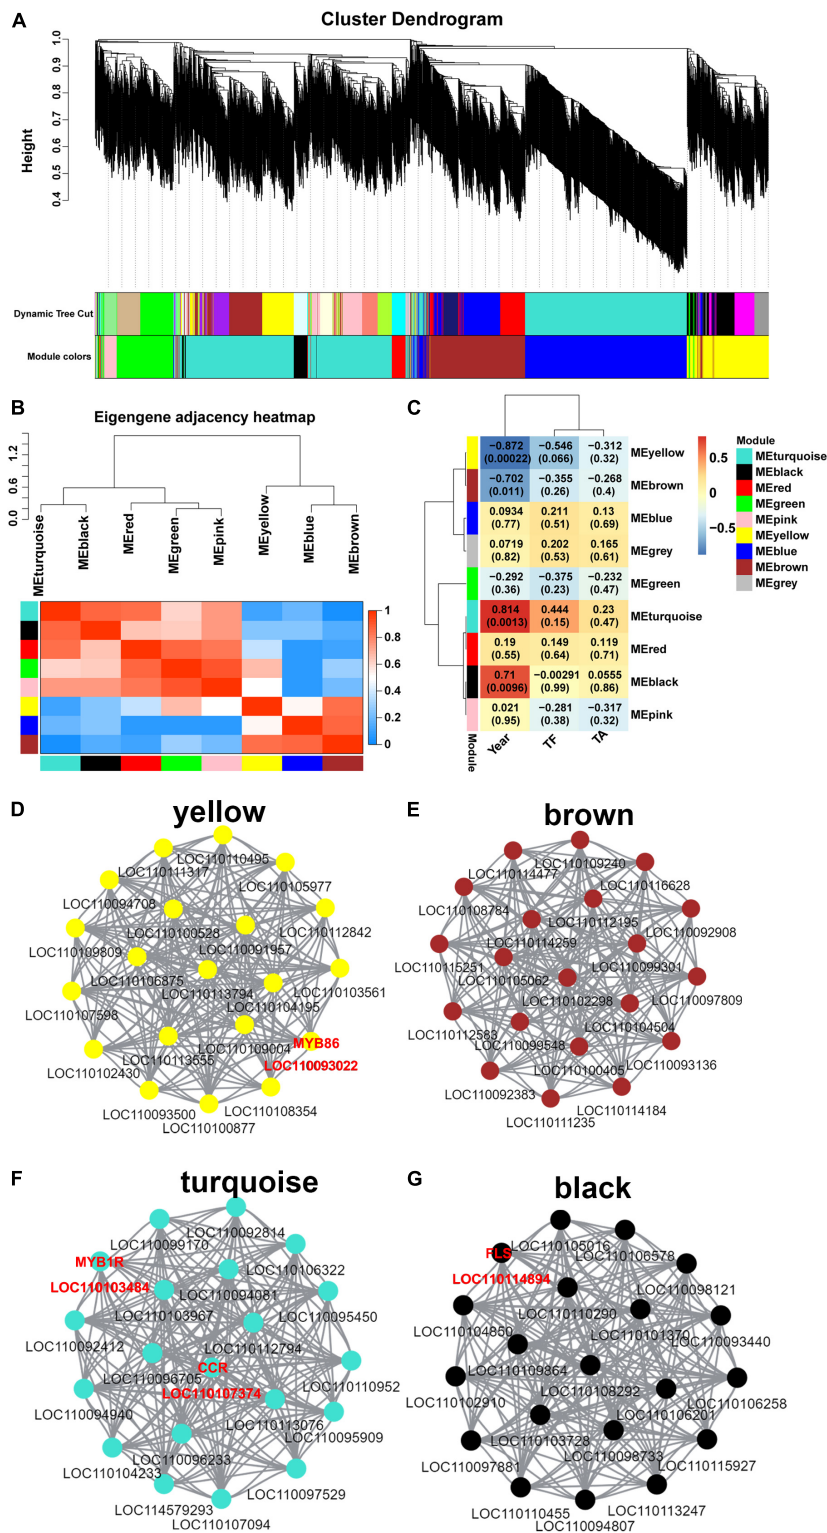 A
Cluster Dendrogram
Height
1.0
0.9
0.8
0.7
0.6
0.5
0.4
Dynamic Tree Cut
Module colors
B
Eigengene adjacency heatmap
1.2
0.6
0.0
MEturquoise
MEblack
MEred
MEgreen
MEpink
MEyellow
MEblue
MEbrown
1
0.8
0.6
0.4
0.2
0
C
−0.872 −0.546 −0.312
(0.00022) (0.066) (0.32)
MEyellow
−0.702 −0.355 −0.268
(0.011) (0.26) (0.4)
MEbrown
0.0934 0.211 0.13
(0.77) (0.51) (0.69)
MEblue
0.0719 0.202 0.165
(0.82) (0.53) (0.61)
MEgrey
−0.292 −0.375 −0.232
(0.36) (0.23) (0.47)
MEgreen
0.814 0.444 0.23
(0.0013) (0.15) (0.47)
MEturquoise
0.19 0.149 0.119
(0.55) (0.64) (0.71)
MEred
0.71 −0.00291 0.0555
(0.0096) (0.99) (0.86)
MEblack
0.021 −0.281 −0.317
(0.95) (0.38) (0.32)
MEpink
Module Year TF TA
0.5
0
−0.5
Module
MEturquoise
MEblack
MEred
MEgreen
MEpink
MEyellow
MEblue
MEbrown
MEgrey
D
yellow
LOC110110495
LOC110111317
LOC110105977
LOC110094708
LOC110100528
LOC110112842
LOC110091957
LOC110109809
LOC110106875
LOC110113794
LOC110103561
LOC110104195
LOC110107598
MYB86
LOC110109004
LOC110113555
LOC110093022
LOC110102430
LOC110108354
LOC110093500
LOC110100877
E
brown
LOC110109240
LOC110114477
LOC110116628
LOC110108784
LOC110112195
LOC110092908
LOC110114259
LOC110115251
LOC110099301
LOC110105062
LOC110097809
LOC110102298
LOC110104504
LOC110112583
LOC110099548
LOC110093136
LOC110100405
LOC110092383
LOC110114184
LOC110111235
F
turquoise
LOC110092814
LOC110099170
MYB1R
LOC110106322
LOC110103484
LOC110094081
LOC110103967
LOC110095450
LOC110092412
LOC110112794
CCR
LOC110096705
LOC110110952
LOC110107374
LOC110094940
LOC110113076
LOC110095909
LOC110096233
LOC110104233
LOC110097529
LOC114579293
LOC110107094
G
black
LOC110105016
FLS
LOC110106578
LOC110114894
LOC110098121
LOC110110290
LOC110104850
LOC110101370
LOC110093440
LOC110109364
LOC110108292
LOC110102910
LOC110106258
LOC110106201
LOC110103728
LOC110098733
LOC110097881
LOC110115927
LOC110110455
LOC110113247
LOC110094807